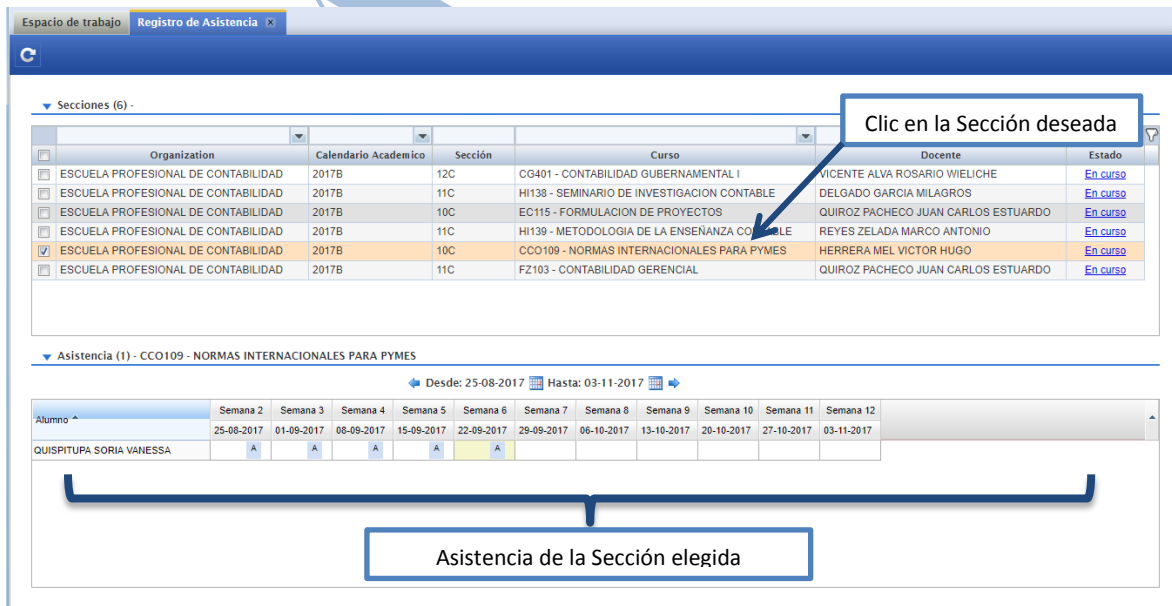 Espacio de trabajo Registro de Asistencia
Secciones (6) -
Clic en la Sección deseada
Organization Calendario Academico Sección Curso Docente Estado
ESCUELA PROFESIONAL DE CONTABILIDAD 2017B 12C CG401 - CONTABILIDAD GUBERNAMENTAL I VICENTE ALVA ROSARIO WIELICHE En curso
ESCUELA PROFESIONAL DE CONTABILIDAD 2017B 11C HI138 - SEMINARIO DE INVESTIGACION CONTABLE DELGADO GARCIA MILAGROS En curso
ESCUELA PROFESIONAL DE CONTABILIDAD 2017B 10C EC115 - FORMULACION DE PROYECTOS QUIROZ PACHECO JUAN CARLOS ESTUARDO En curso
ESCUELA PROFESIONAL DE CONTABILIDAD 2017B 11C HI139 - METODOLOGIA DE LA ENSEÑANZA REYES ZELADA MARCO ANTONIO En curso
ESCUELA PROFESIONAL DE CONTABILIDAD 2017B 10C CCO109 - NORMAS INTERNACIONALES PARA PYMES HERRERA MEL VICTOR HUGO En curso
ESCUELA PROFESIONAL DE CONTABILIDAD 2017B 11C FZ103 - CONTABILIDAD GERENCIAL QUIROZ PACHECO JUAN CARLOS ESTUARDO En curso
Asistencia (1) - CCO109 - NORMAS INTERNACIONALES PARA PYMES
Desde: 25-08-2017 Hasta: 03-11-2017
Alumno Semana 2 Semana 3 Semana 4 Semana 5 Semana 6 Semana 7 Semana 8 Semana 9 Semana 10 Semana 11 Semana 12
25-08-2017 01-09-2017 08-09-2017 15-09-2017 22-09-2017 29-09-2017 06-10-2017 13-10-2017 20-10-2017 27-10-2017 03-11-2017
QUISPITUPA SORIA VANESSA A A A A A
Asistencia de la Sección elegida